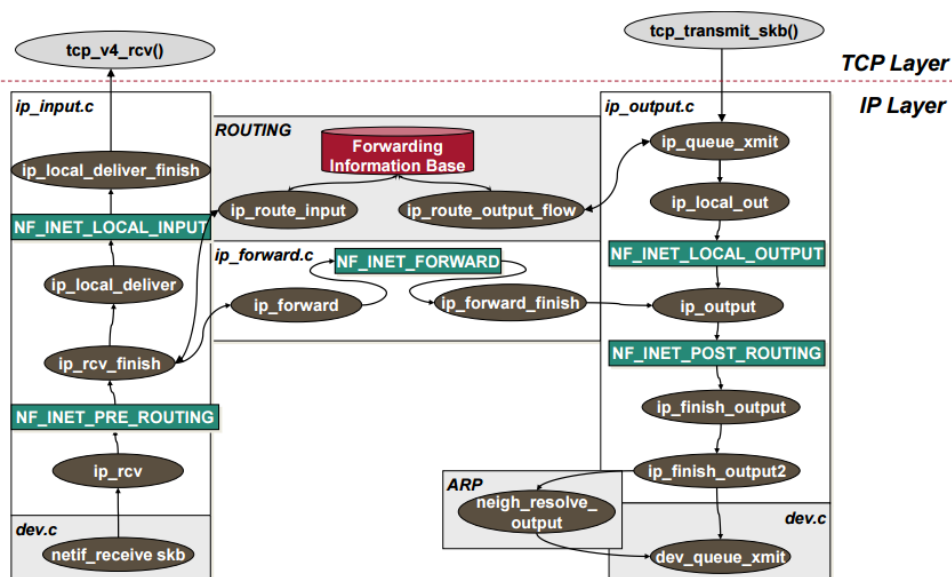 tcp_v4_rcv()
tcp_transmit_skb()
TCP Layer
IP Layer
ip_input.c
ip_local_deliver_finish
NF_INET_LOCAL_INPUT
ip_local_deliver
ip_rcv_finish
NF_INET_PRE_ROUTING
ip_rcv
dev.c
netif_receive skb
ROUTING
Forwarding
Information Base
ip_route_input
ip_route_output_flow
ip_forward.c
NF_INET_FORWARD
ip_forward
ip_forward_finish
ip_output.c
ip_queue_xmit
ip_local_out
NF_INET_LOCAL_OUTPUT
ip_output
NF_INET_POST_ROUTING
ip_finish_output
ip_finish_output2
ARP
neigh_resolve_
output
dev.c
dev_queue_xmit